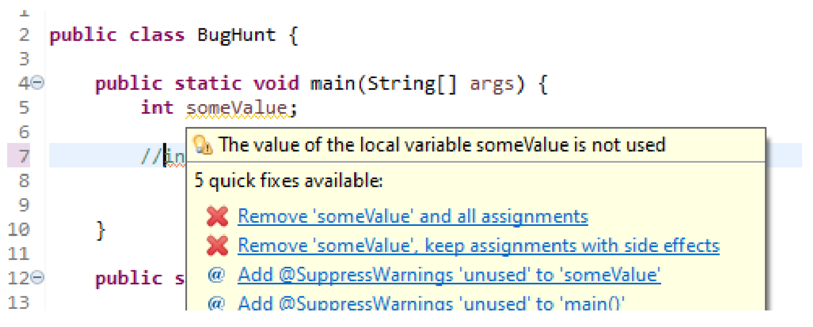 1
2 public class BugHunt {
3
4 public static void main(String[] args) {
5 int someValue;
6
The value of the local variable someValue is not used
7 //in
8 5 quick fixes available:
9
Remove 'someValue' and all assignments
10 }
Remove 'someValue', keep assignments with side effects
11
12 public s
@ Add @SuppressWarnings 'unused' to 'someValue'
13
@ Add @SuppressWarnings 'unused' to 'main()'